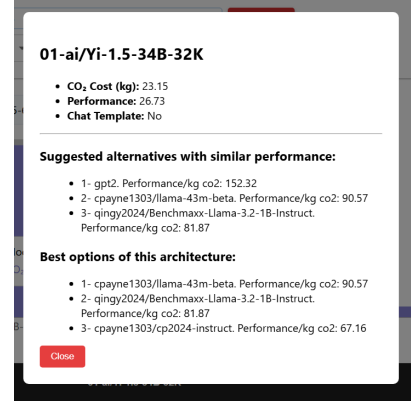 01-ai/Yi-1.5-34B-32K
• CO₂ Cost (kg): 23.15
• Performance: 26.73
• Chat Template: No
Suggested alternatives with similar performance:
• 1- gpt2. Performance/kg co2: 152.32
• 2- cpayne1303/llama-43m-beta. Performance/kg co2: 90.57
• 3- qingy2024/Benchmaxx-Llama-3.2-1B-Instruct.
Performance/kg co2: 81.87
Best options of this architecture:
• 1- cpayne1303/llama-43m-beta. Performance/kg co2: 90.57
• 2- qingy2024/Benchmaxx-Llama-3.2-1B-Instruct.
Performance/kg co2: 81.87
• 3- cpayne1303/cp2024-instruct. Performance/kg co2: 67.16
Close